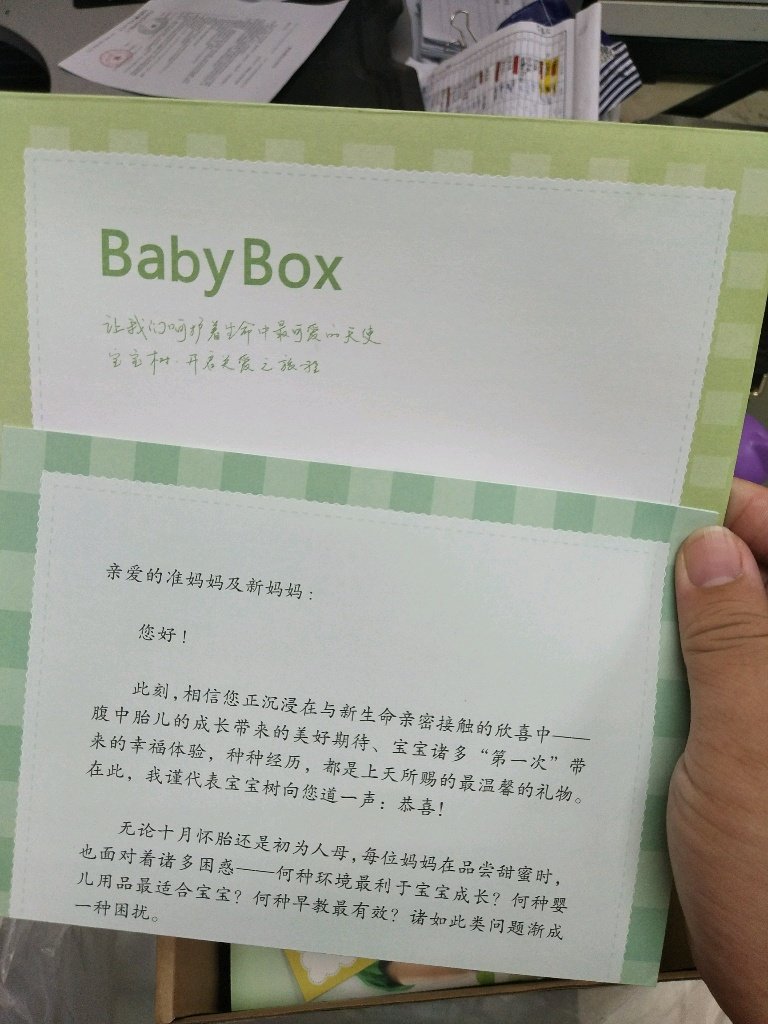 BabyBox
让我们呵护着生命中最可爱的天使
宝宝树·开启关爱之旅程
亲爱的准妈妈及新妈妈：
您好！
此刻，相信您正沉浸在与新生命亲密接触的欣喜中——
腹中胎儿的成长带来的美好期待、宝宝诸多“第一次”带
来的幸福体验，种种经历，都是上天所赐的最温馨的礼物。
在此，我谨代表宝宝树向您道一声：恭喜！
无论十月怀胎还是初为人母，每位妈妈在品尝甜蜜时，
也面对着诸多困惑——何种环境最利于宝宝成长？何种婴
儿用品最适合宝宝？何种早教最有效？诸如此类问题渐成
一种困扰。